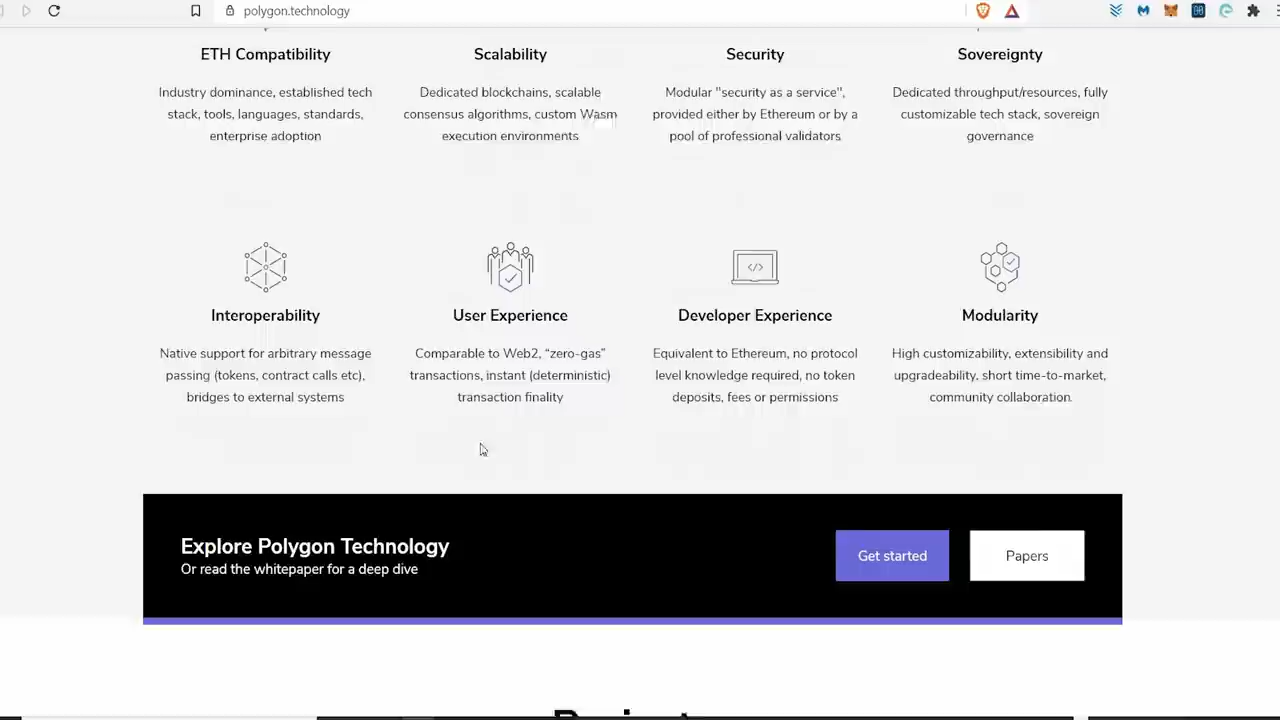 polygon.technology
ETH Compatibility
Industry dominance, established tech
stack, tools, languages, standards,
enterprise adoption
Scalability
Dedicated blockchains, scalable
consensus algorithms, custom Wasm
execution environments
Security
Modular "security as a service",
provided either by Ethereum or by a
pool of professional validators
Sovereignty
Dedicated throughput/resources, fully
customizable tech stack, sovereign
governance
Interoperability
Native support for arbitrary message
passing (tokens, contract calls etc),
bridges to external systems
User Experience
Comparable to Web2, “zero-gas”
transactions, instant (deterministic)
transaction finality
</>
Developer Experience
Equivalent to Ethereum, no protocol
level knowledge required, no token
deposits, fees or permissions
Modularity
High customizability, extensibility and
upgradeability, short time-to-market,
community collaboration
Explore Polygon Technology
Or read the whitepaper for a deep dive
Get started
Papers